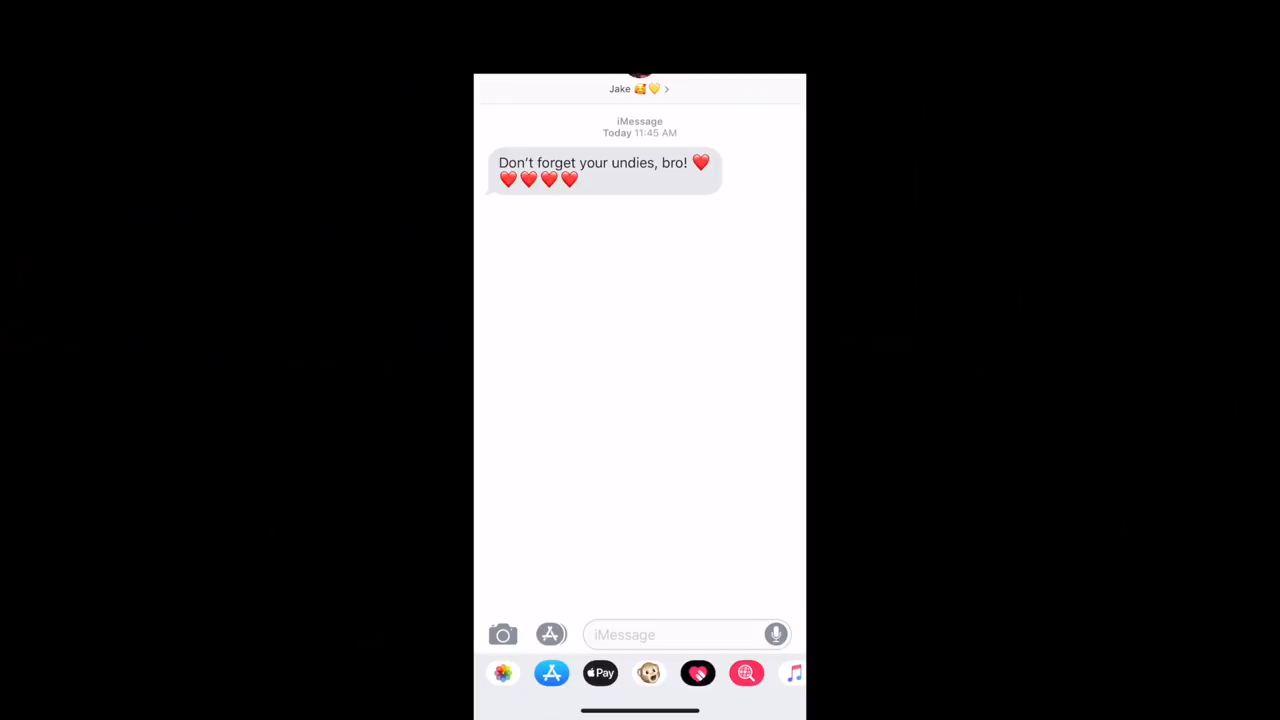 Jake 🥰💛 >
iMessage
Today 11:45 AM
Don’t forget your undies, bro! ❤️
❤️❤️❤️❤️
iMessage
Pay